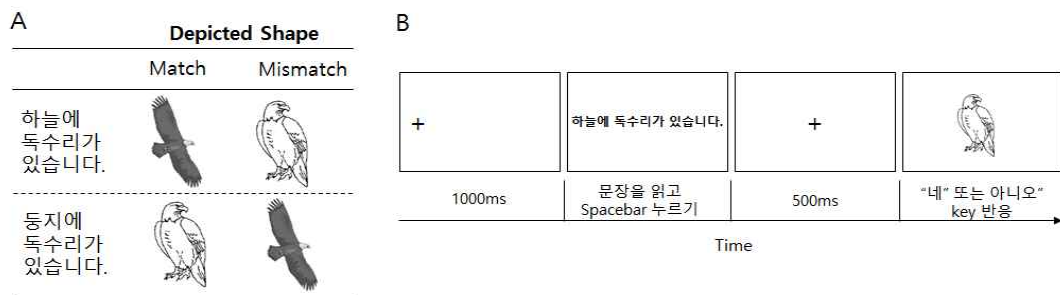 A
Depicted Shape
Match Mismatch
하늘에
독수리가
있습니다.
둥지에
독수리가
있습니다.
B
+
하늘에 독수리가 있습니다.
+
1000ms
문장을 읽고
Spacebar 누르기
500ms
“네” 또는 아니오”
key 반응
Time